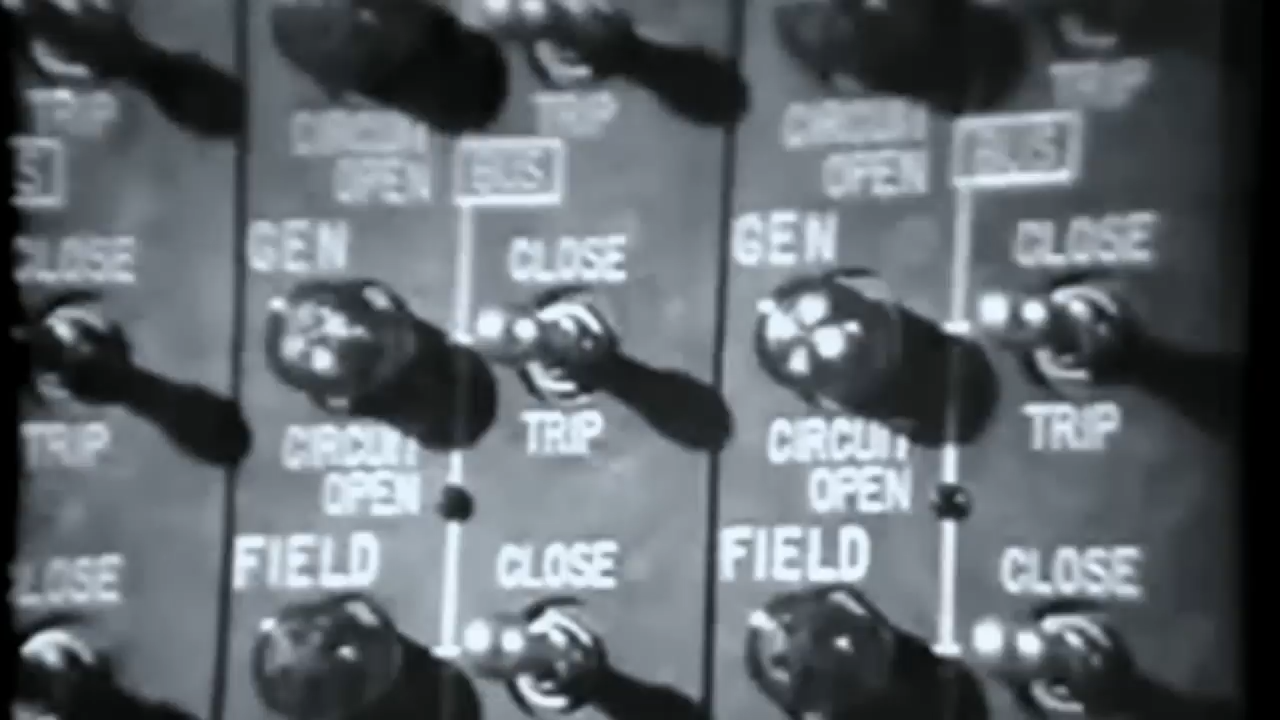 TRIP
TRIP
TRIP
CIRCUIT
OPEN
BUS
CIRCUIT
OPEN
BUS
S
CLOSE
GEN
CLOSE
GEN
CLOSE
TRIP
CIRCUIT
OPEN
TRIP
CIRCUIT
OPEN
TRIP
CLOSE
FIELD
CLOSE
FIELD
CLOSE